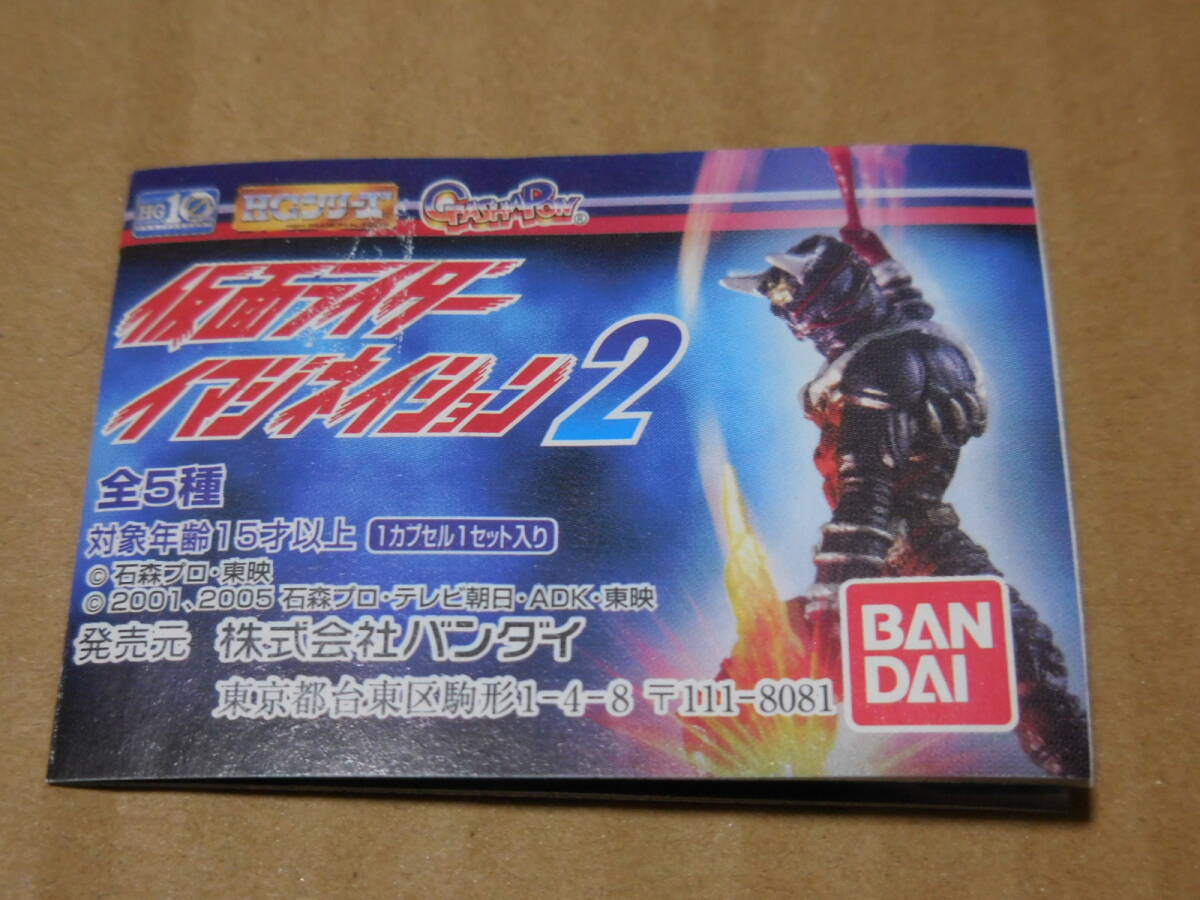 HG10
HGシリーズ
GASHAPON®
仮面ライダー
イマジネイション2
全5種
対象年齢15才以上 1カプセル1セット入り
©石森プロ・東映
©2001、2005 石森プロ・テレビ朝日・ADK・東映
発売元 株式会社バンダイ
東京都台東区駒形1-4-8 〒111-8081
BAN
DAI